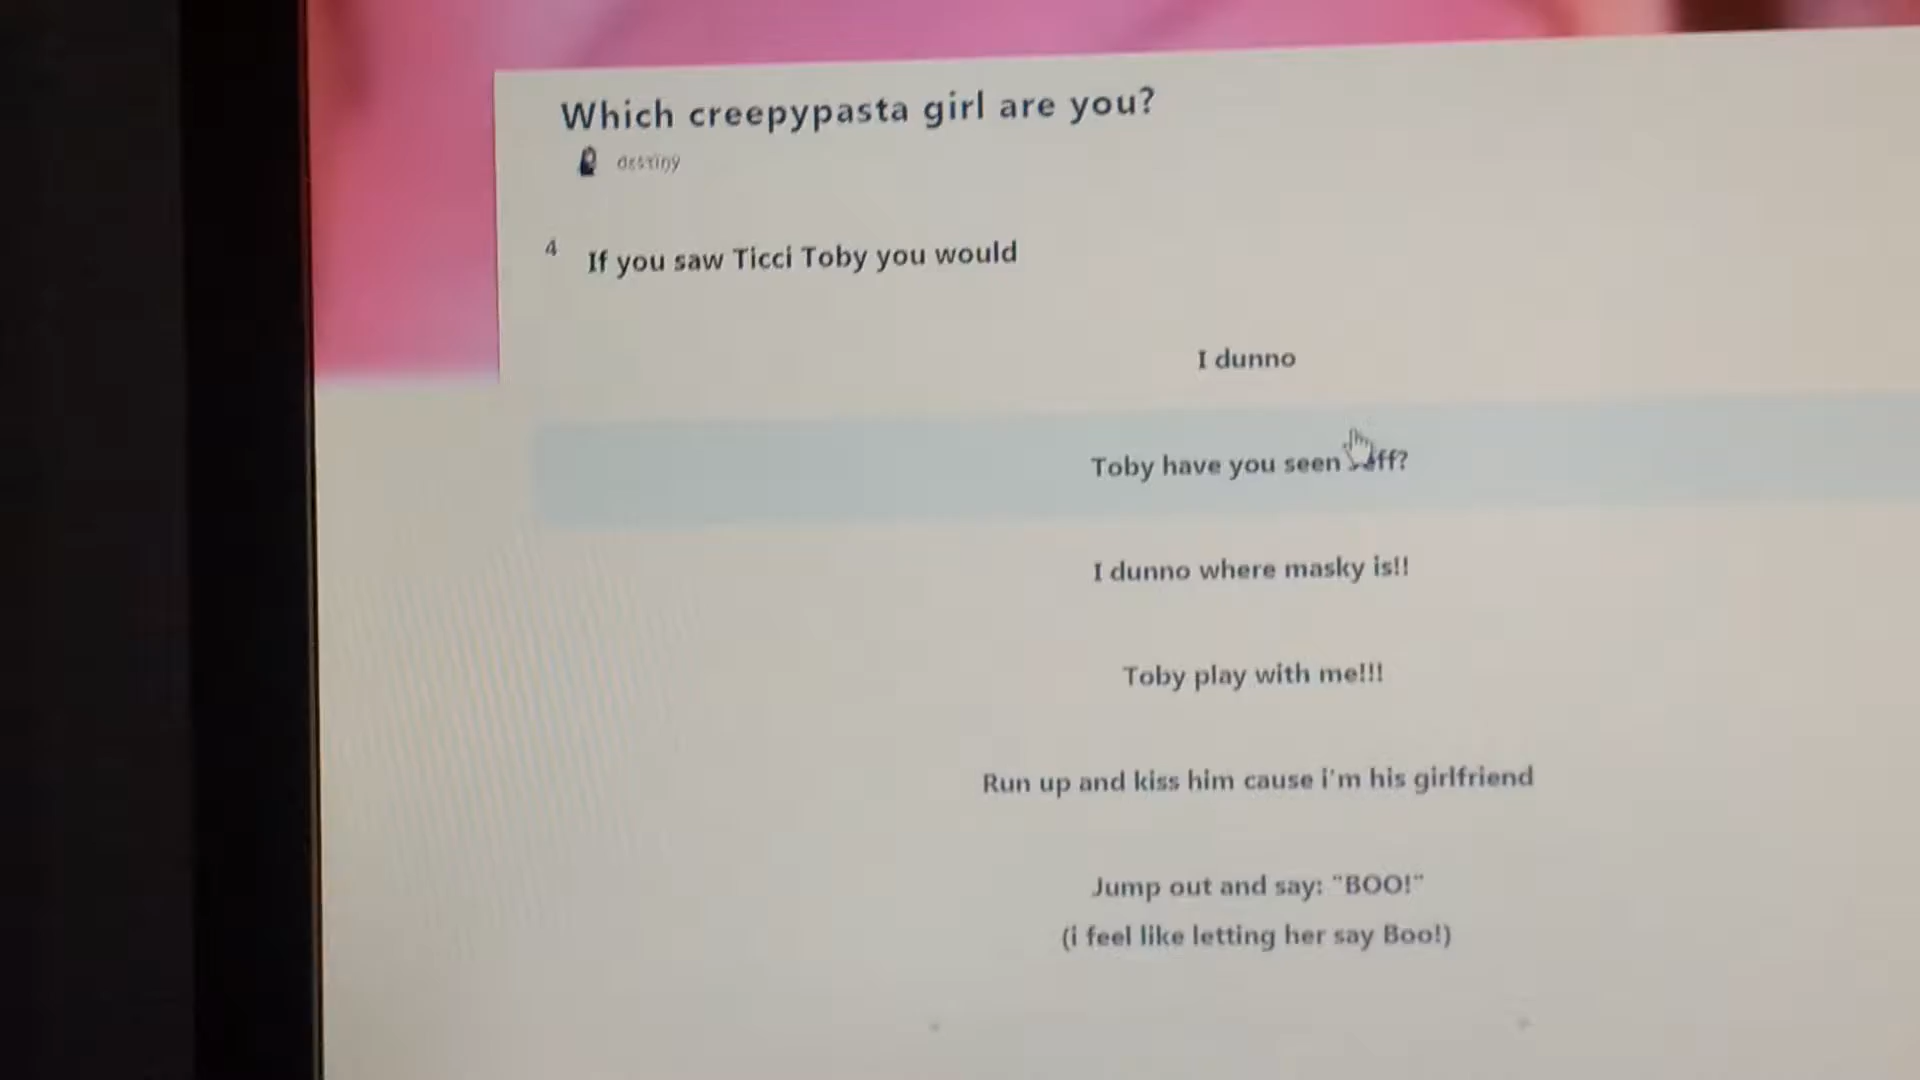 Which creepypasta girl are you?
destiny
4 If you saw Ticci Toby you would
I dunno
Toby have you seen
I dunno where masky is!!
Toby play with me!!!
Run up and kiss him cause i'm his girlfriend
Jump out and say: "BOO!"
(i feel like letting her say Boo!)